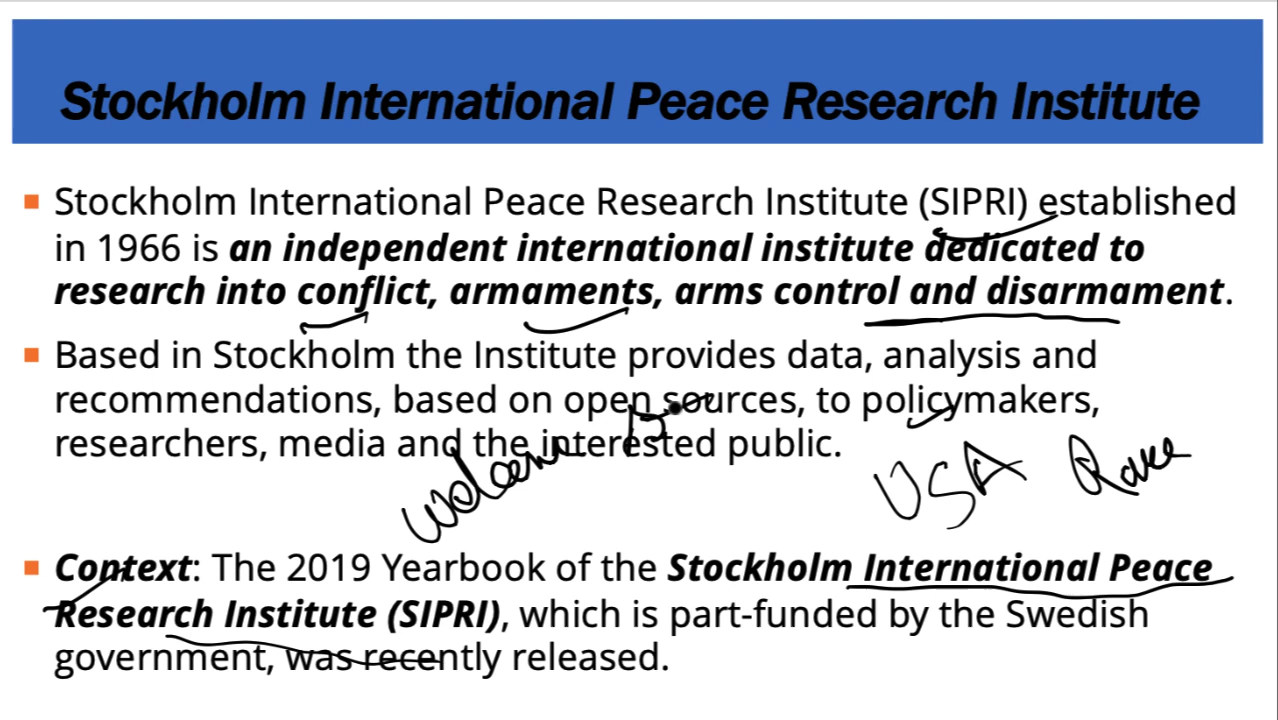 Stockholm International Peace Research Institute
Stockholm International Peace Research Institute (SIPRI) established
in 1966 is an independent international institute dedicated to
research into conflict, armaments, arms control and disarmament.
Based in Stockholm the Institute provides data, analysis and
recommendations, based on open sources, to policymakers,
researchers, media and the interested public.
USA
Context: The 2019 Yearbook of the Stockholm International Peace
Research Institute (SIPRI), which is part-funded by the Swedish
government, was recently released.